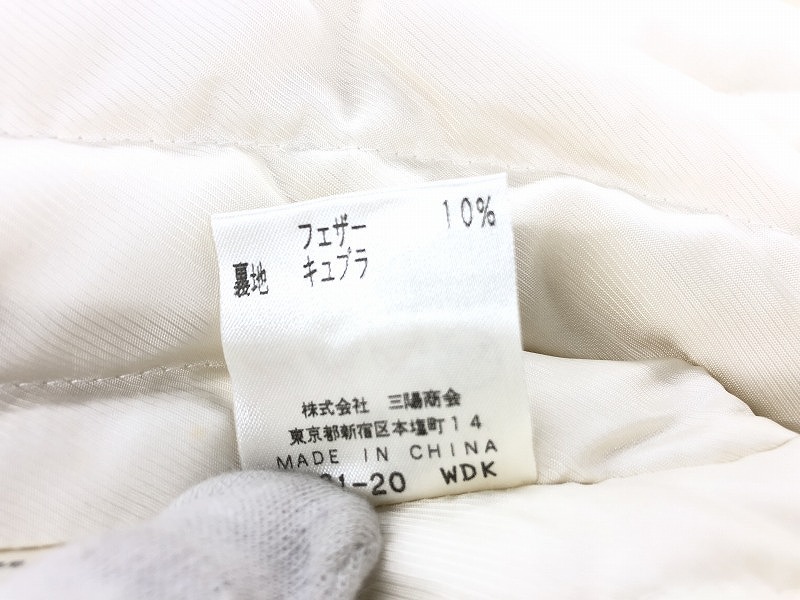 フェザー 10%
裏地 キュプラ
株式会社 三陽商会
東京都新宿区本塩町14
MADE IN CHINA
-20 WDK